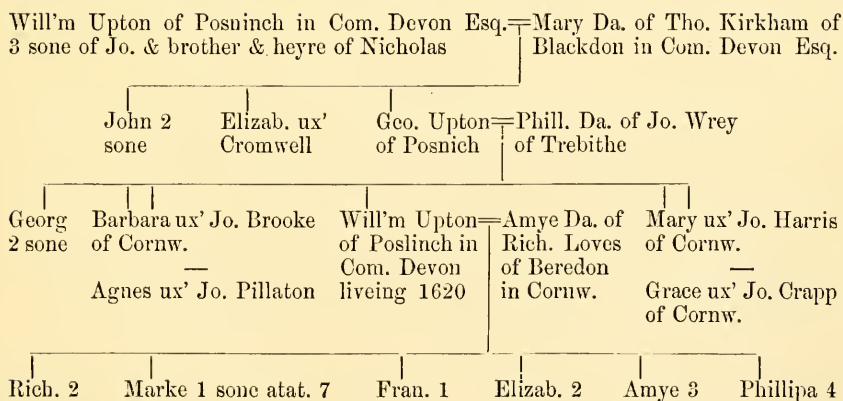 Will'm Upton of Posninch in Com. Devon Esq.═Mary Da. of Tho. Kirkham of
3 sone of Jo. & brother & heyre of Nicholas Blackdon in Com. Devon Esq.
John 2 Elizab. ux' Geo. Upton═Phill. Da. of Jo. Wrey
sone Cromwell of Posnich of Trebithe
Georg Barbara ux' Jo. Brooke Will'm Upton═Amye Da. of Mary ux' Jo. Harris
2 sone of Cornw. of Poslinch in Rich. Loves of Cornw.
— Com. Devon of Beredon —
Agnes ux' Jo. Pillaton liveing 1620 in Cornw. Grace ux' Jo. Crapp
of Cornw.
Rich. 2 Marke 1 sone atat. 7 Fran. 1 Elizab. 2 Amye 3 Phillipa 4